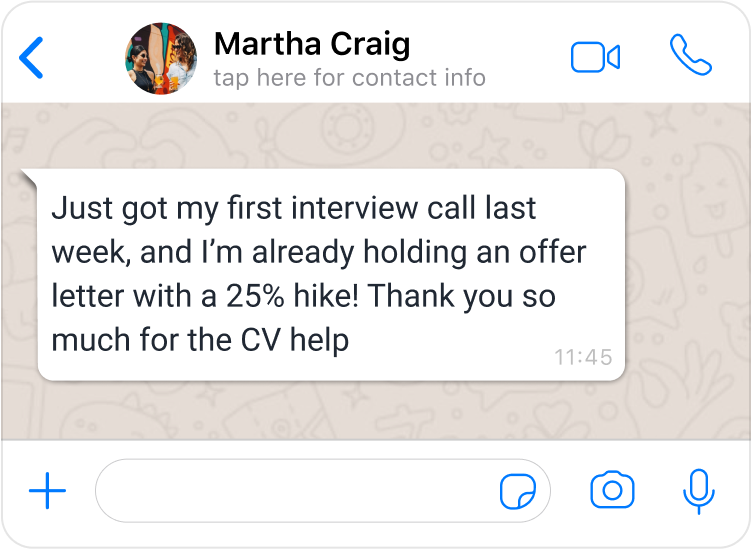 Martha Craig
tap here for contact info
Just got my first interview call last
week, and I’m already holding an offer
letter with a 25% hike! Thank you so
much for the CV help
11:45